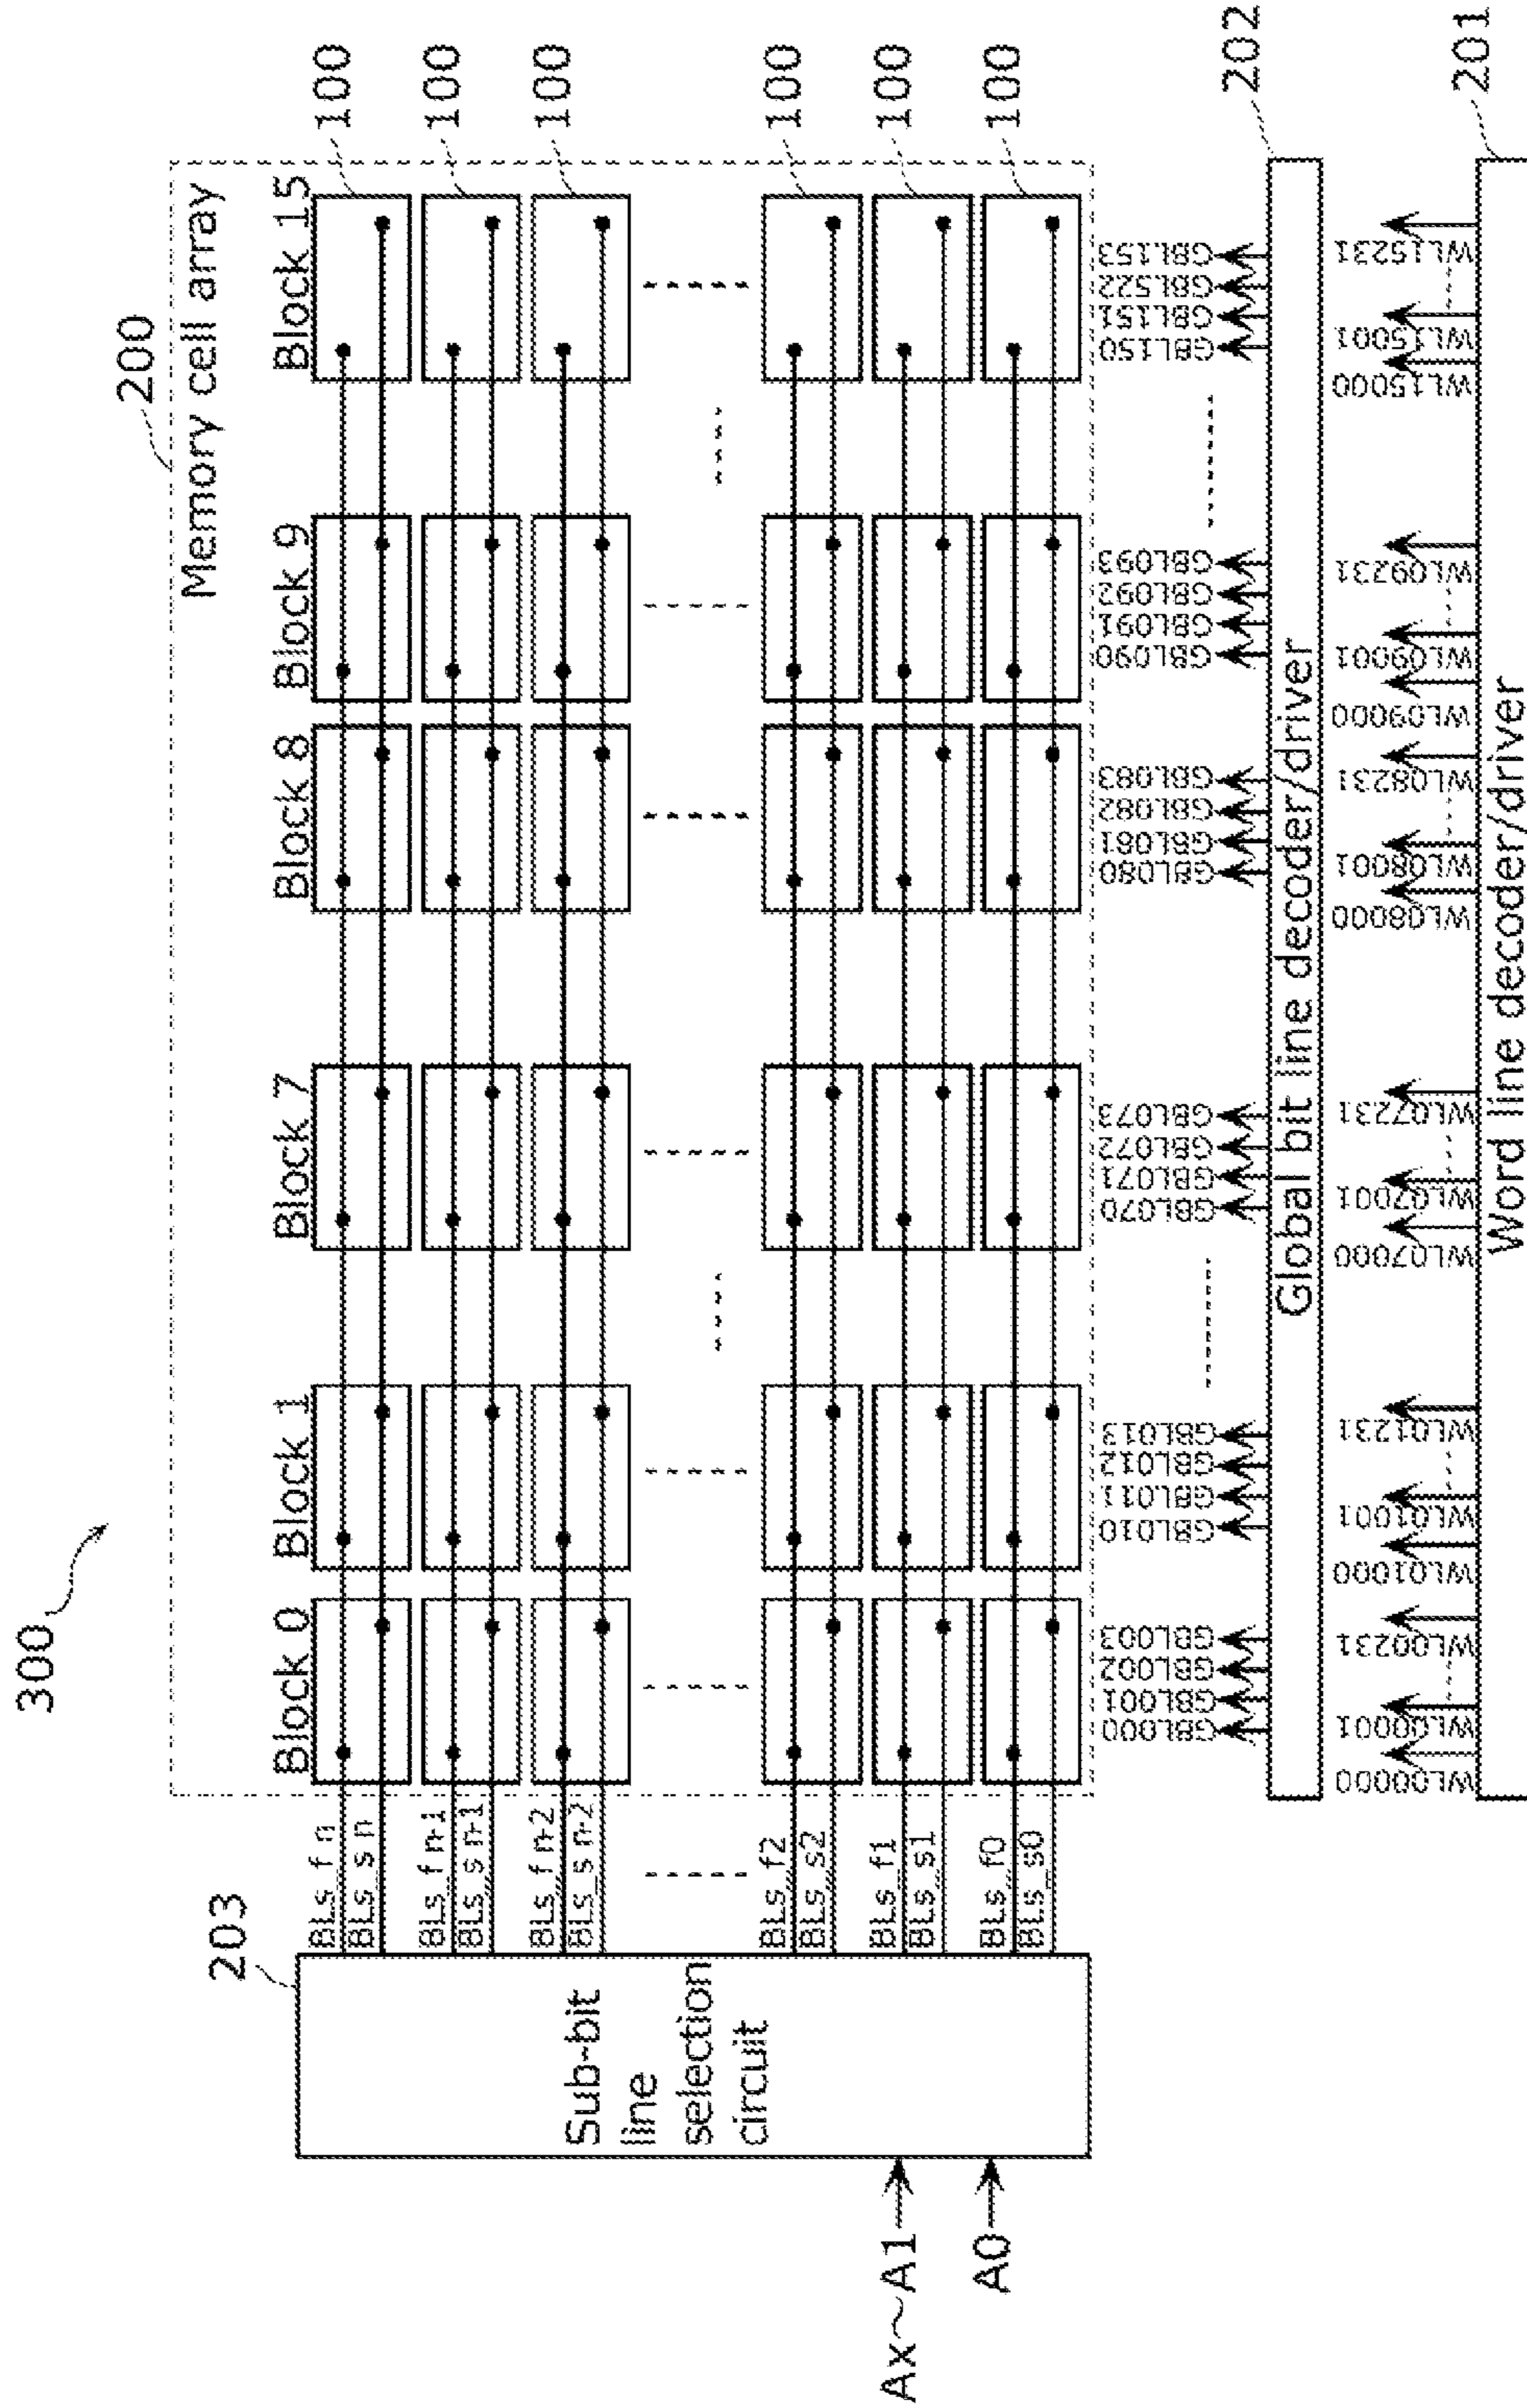 300
200
Memory cell array
Block 0
Block 1
Block 7
Block 8
Block 9
Block 15
100
100
100
100
100
100
203
Sub-bit
line
selection
circuit
Ax~A1
A0
BLs_f n
BLs_s n
BLs_f n-1
BLs_s n-1
BLs_f n-2
BLs_s n-2
BLs_f2
BLs_s2
BLs_f1
BLs_s1
BLs_f0
BLs_s0
GBL000
GBL001
GBL002
GBL003
GBL010
GBL011
GBL012
GBL013
GBL070
GBL071
GBL072
GBL073
GBL080
GBL081
GBL082
GBL083
GBL090
GBL091
GBL092
GBL093
GBL150
GBL151
GBL522
GBL153
202
Global bit line decoder/driver
WL00000
WL00001
WL00231
WL01000
WL01001
WL01231
WL07000
WL07001
WL07231
WL08000
WL08001
WL08231
WL09000
WL09001
WL09231
WL15000
WL15001
WL15231
201
Word line decoder/driver